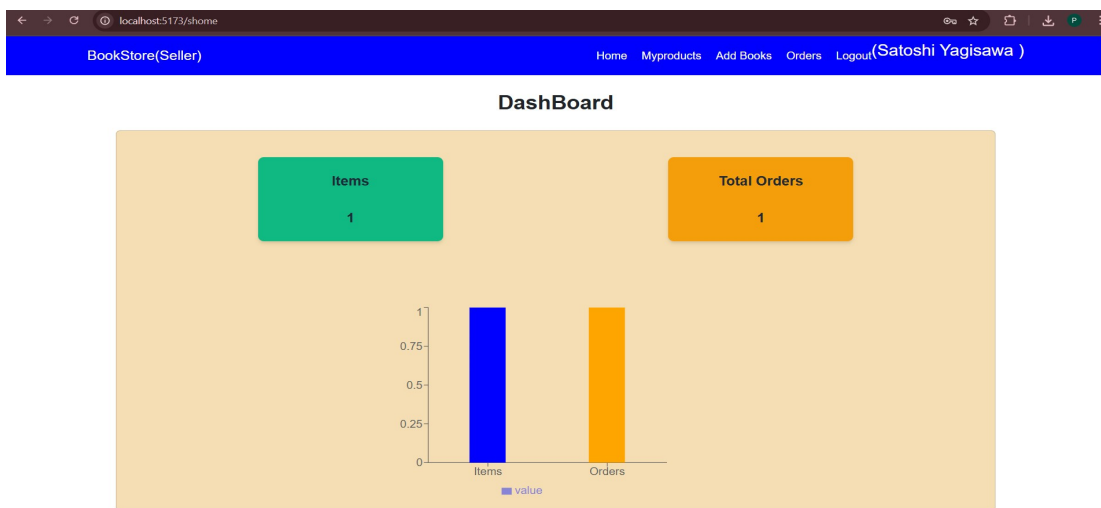 localhost:5173/shome
P
BookStore(Seller)
Home Myproducts Add Books Orders Logout(Satoshi Yagisawa )
DashBoard
Items
1
Total Orders
1
1
0.75
0.5
0.25
0
Items Orders
value